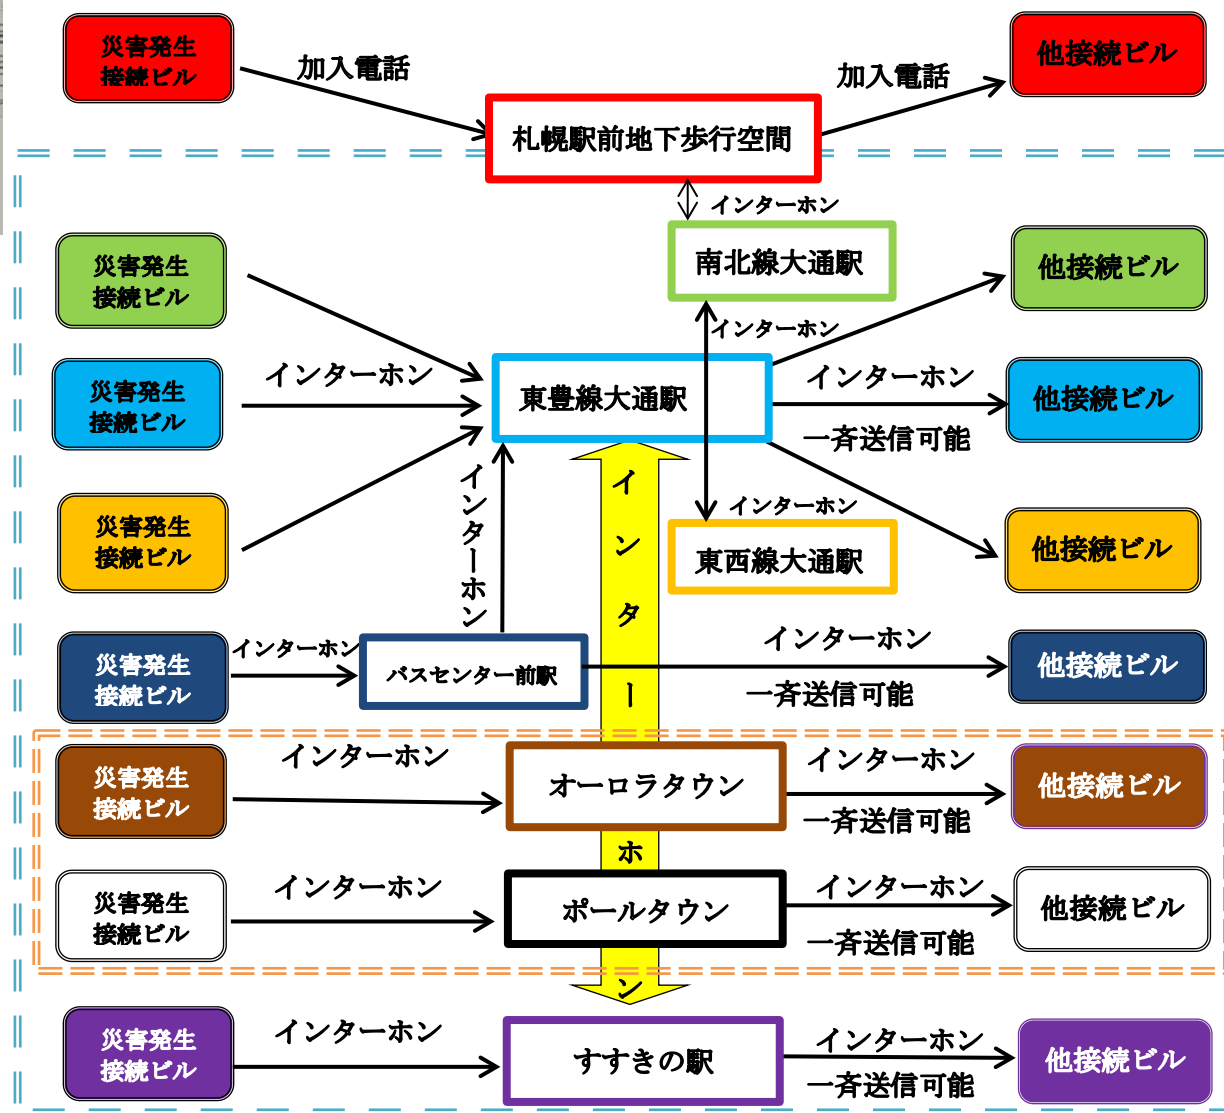 災害発生
接続ビル
加入電話
札幌駅前地下歩行空間
加入電話
他接続ビル
インターホン
南北線大通駅
インターホン
災害発生
接続ビル
災害発生
接続ビル
災害発生
接続ビル
インターホン
東豊線大通駅
インターホン
一斉送信可能
他接続ビル
他接続ビル
他接続ビル
インターホン
東西線大通駅
インターホン
インターホン
災害発生
接続ビル
インターホン
バスセンター前駅
インターホン
一斉送信可能
他接続ビル
災害発生
接続ビル
インターホン
オーロラタウン
インターホン
一斉送信可能
他接続ビル
災害発生
接続ビル
インターホン
ポールタウン
インターホン
一斉送信可能
他接続ビル
災害発生
接続ビル
インターホン
すすきの駅
インターホン
一斉送信可能
他接続ビル